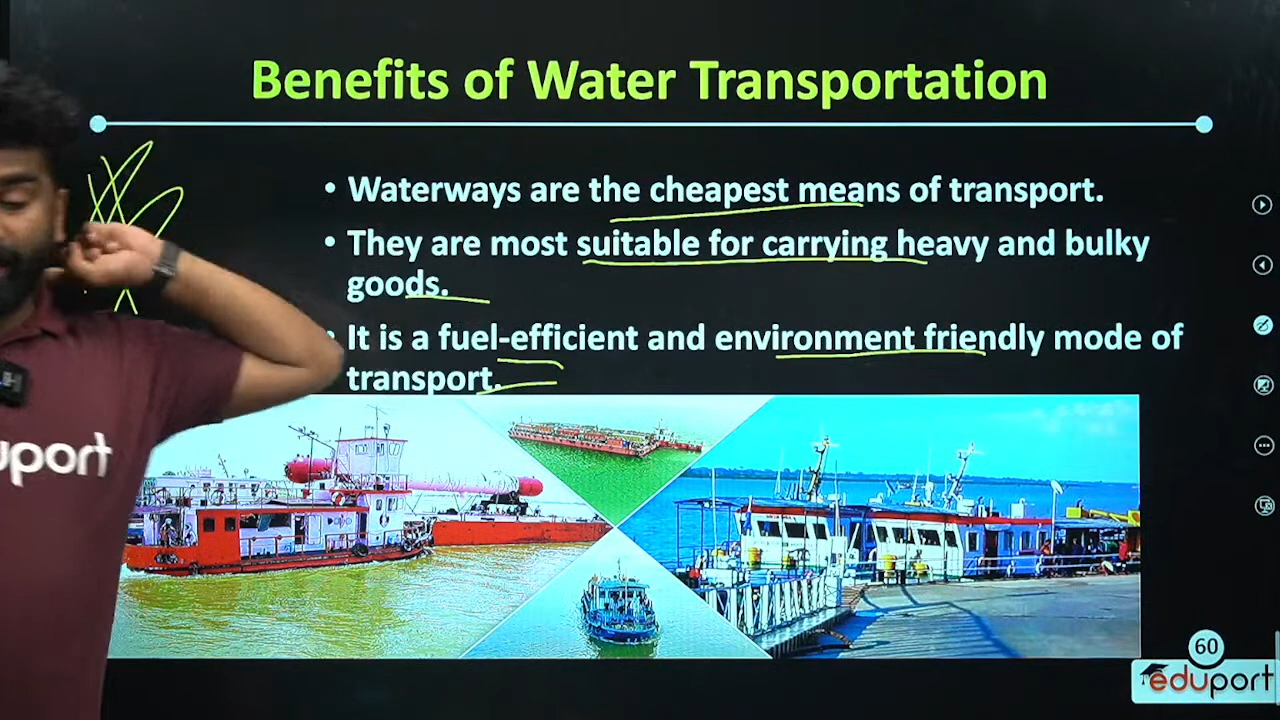 Benefits of Water Transportation
• Waterways are the cheapest means of transport.
• They are most suitable for carrying heavy and bulky
goods.
• It is a fuel-efficient and environment friendly mode of
transport.
uport
60
eduport